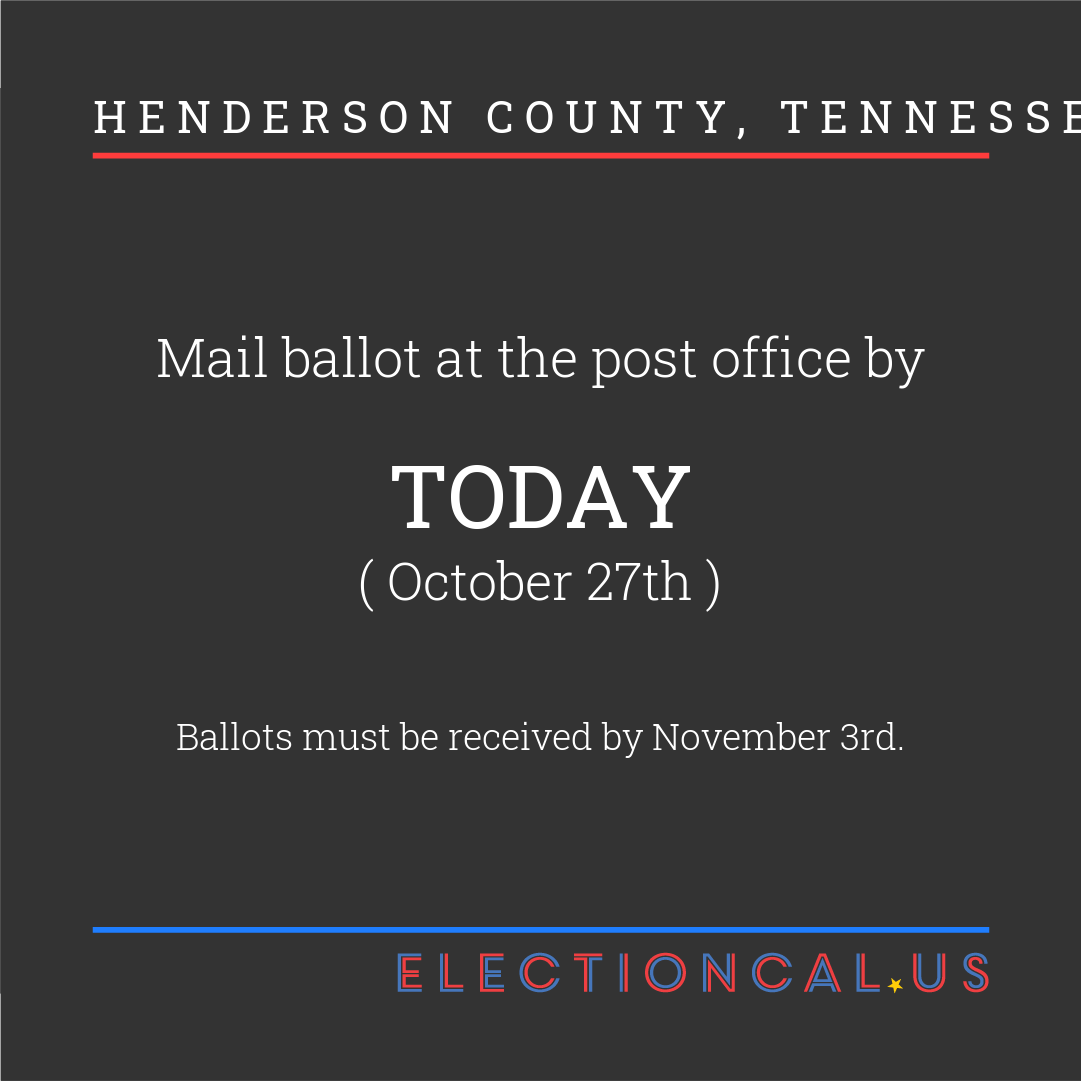 HENDERSON COUNTY, TENNESSE
Mail ballot at the post office by
TODAY
( October 27th )
Ballots must be received by November 3rd.
ELECTIONCAL.US